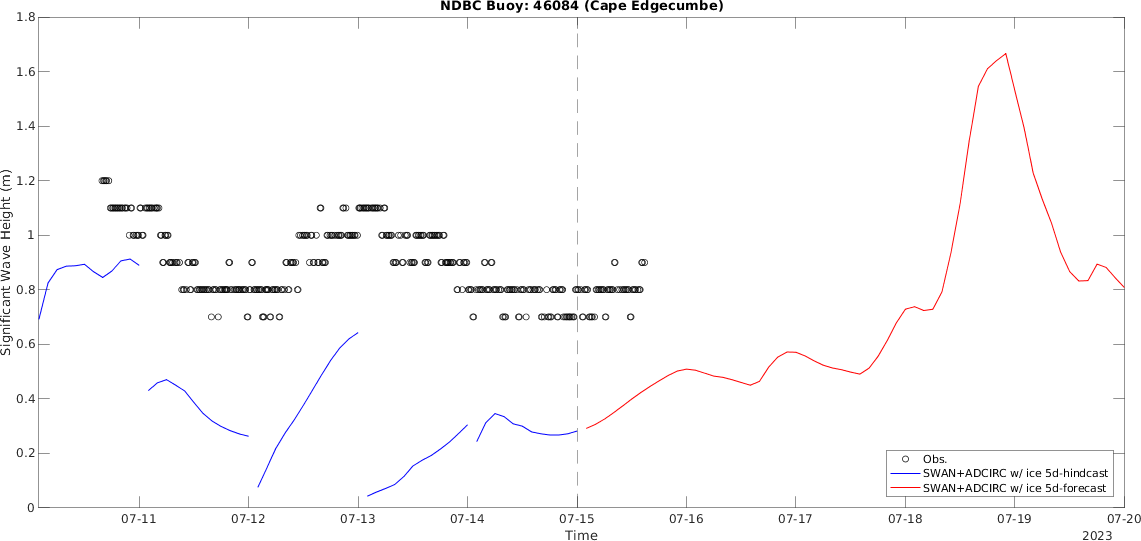 NDBC Buoy: 46084 (Cape Edgecumbe)
1.8
1.6
1.4
1.2
1
0.8
0.6
0.4
0.2
0
Significant Wave Height (m)
Obs.
SWAN+ADCIRC w/ ice 5d-hindcast
SWAN+ADCIRC w/ ice 5d-forecast
07-11 07-12 07-13 07-14 07-15 07-16 07-17 07-18 07-19 07-20
Time
2023